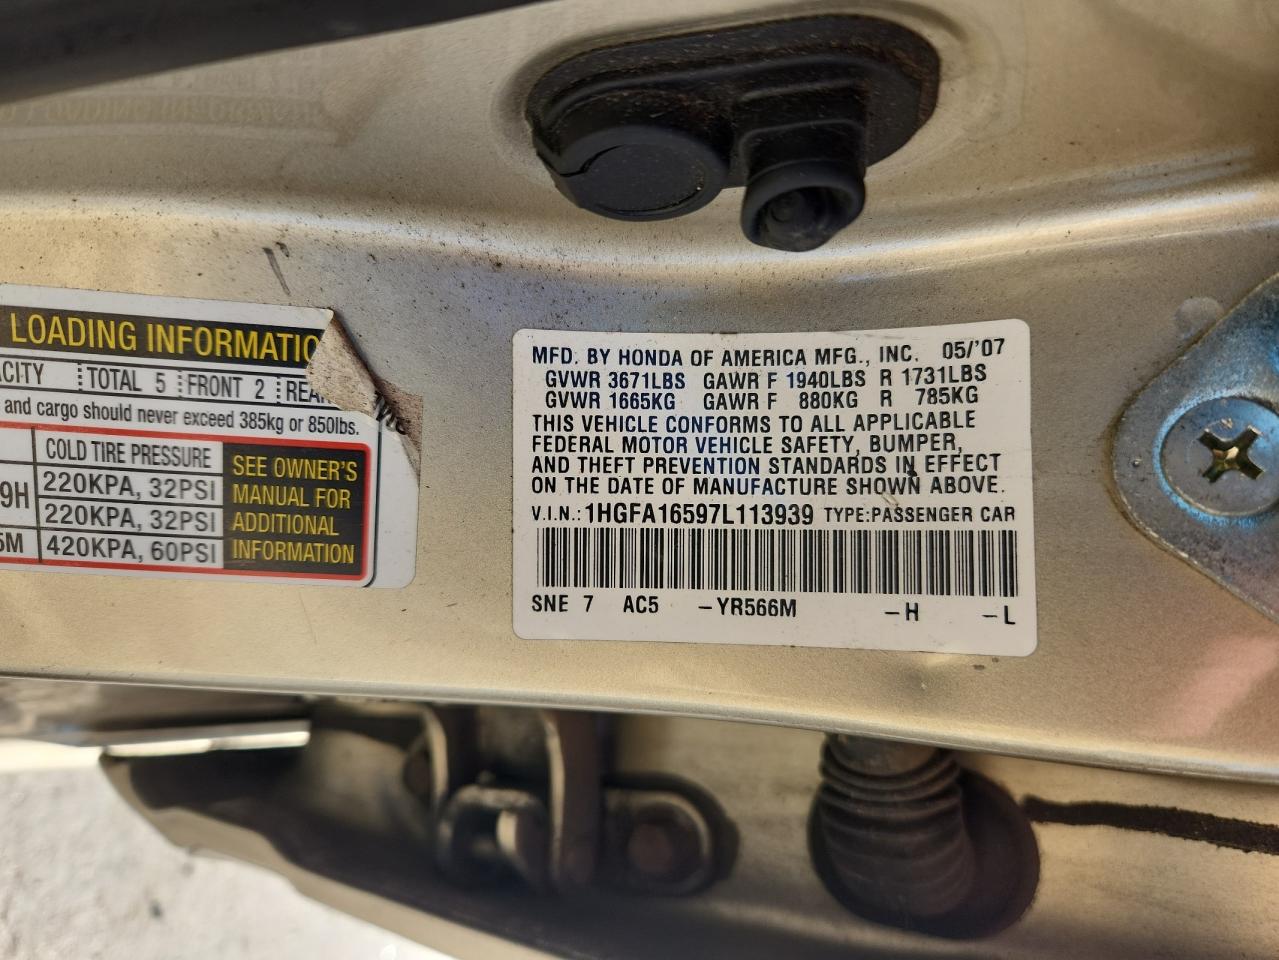 LOADING INFORMATIO
ACITY TOTAL 5 FRONT 2 REAR
and cargo should never exceed 385kg or 850lbs.
COLD TIRE PRESSURE
9H 220KPA, 32PSI
220KPA, 32PSI
5M 420KPA, 60PSI
SEE OWNER'S
MANUAL FOR
ADDITIONAL
INFORMATION
MFD. BY HONDA OF AMERICA MFG., INC. 05/'07
GVWR 3671LBS GAWR F 1940LBS R 1731LBS
GVWR 1665KG GAWR F 880KG R 785KG
THIS VEHICLE CONFORMS TO ALL APPLICABLE
FEDERAL MOTOR VEHICLE SAFETY, BUMPER,
AND THEFT PREVENTION STANDARDS IN EFFECT
ON THE DATE OF MANUFACTURE SHOWN ABOVE.
V.I.N.: 1HGFA16597L113939 TYPE:PASSENGER CAR
SNE 7 AC5 -YR566M -H -L